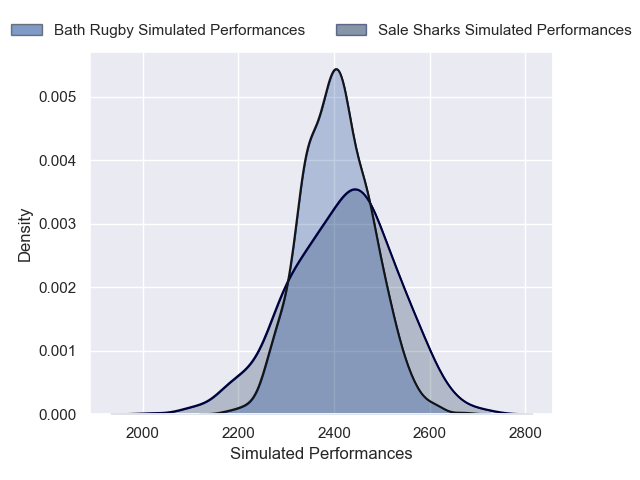 Bath Rugby Simulated Performances
Sale Sharks Simulated Performances
0.005
0.004
0.003
0.002
0.001
0.000
Density
2000
2200
2400
2600
2800
Simulated Performances